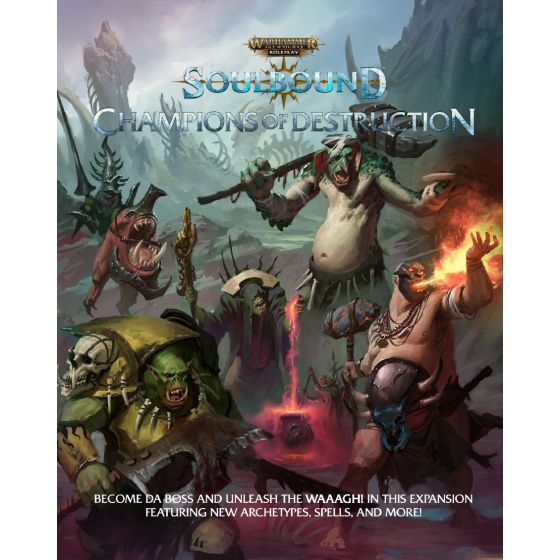 WARHAMMER
AGE OF SIGMAR
ROLEPLAY
SOULBOUND
CHAMPIONS OF DESTRUCTION
BECOME DA BOSS AND UNLEASH THE WAAAGH! IN THIS EXPANSION
FEATURING NEW ARCHETYPES, SPELLS, AND MORE!